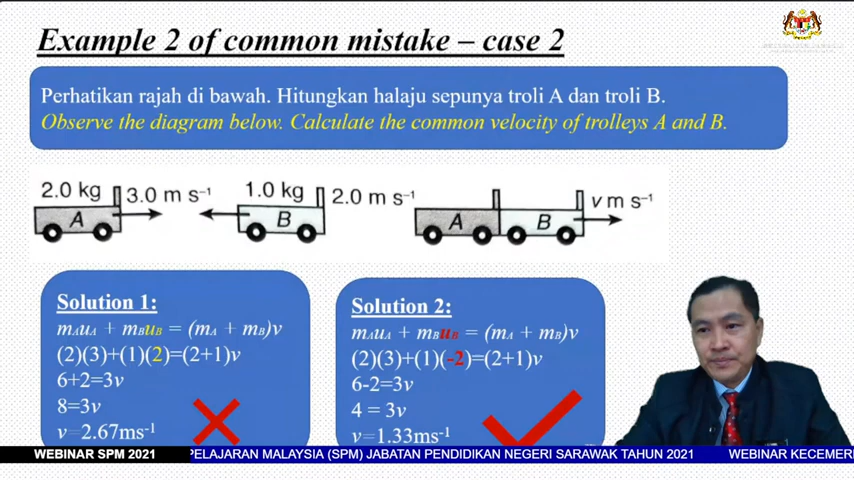 Example 2 of common mistake – case 2
Perhatikan rajah di bawah. Hitungkan halaju sepunya troli A dan troli B.
Observe the diagram below. Calculate the common velocity of trolleys A and B.
2.0 kg 3.0 m s⁻¹ 1.0 kg 2.0 m s⁻¹ v m s⁻¹
A B A B
Solution 1:
mAuA + mBuB = (mA + mB)v
(2)(3)+(1)(2)=(2+1)v
6+2=3v
8=3v
v=2.67ms⁻¹
Solution 2:
mAuA + mBuB = (mA + mB)v
(2)(3)+(1)(-2)=(2+1)v
6-2=3v
4 = 3v
v=1.33ms⁻¹
WEBINAR SPM 2021 PELAJARAN MALAYSIA (SPM) JABATAN PENDIDIKAN NEGERI SARAWAK TAHUN 2021 WEBINAR KECEMER